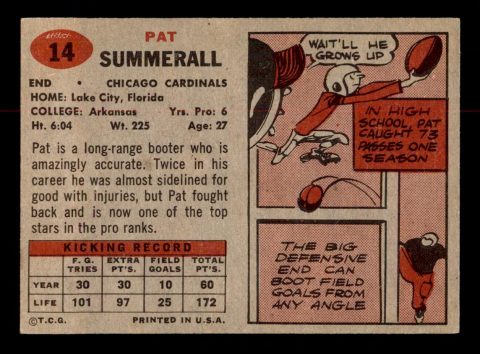 14
PAT
SUMMERALL
END • CHICAGO CARDINALS
HOME: Lake City, Florida
COLLEGE: Arkansas Yrs. Pro: 6
Ht. 6:04 Wt. 225 Age: 27
Pat is a long-range booter who is
amazingly accurate. Twice in his
career he was almost sidelined for
good with injuries, but Pat fought
back and is now one of the top
stars in the pro ranks.
KICKING RECORD
F. G. TRIES EXTRA PT'S. FIELD GOALS TOTAL PT'S.
YEAR 30 30 10 60
LIFE 101 97 25 172
©T.C.G. PRINTED IN U.S.A.
WAIT'LL HE
GROWS UP
IN HIGH
SCHOOL, PAT
CAUGHT 73
PASSES ONE
SEASON
THE BIG
DEFENSIVE
END CAN
BOOT FIELD
GOALS FROM
ANY ANGLE